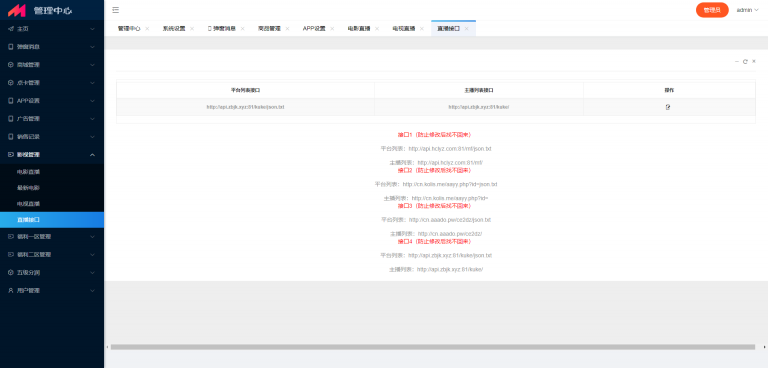 管理中心
管理员
admin
主页
弹窗消息
商城管理
点卡管理
APP设置
广告管理
销售记录
影视管理
电影直播
最新电影
电视直播
直播接口
福利一区管理
福利二区管理
五级分润
用户管理
管理中心
系统设置
弹窗消息
商品管理
APP设置
电影直播
电视直播
直播接口
平台列表接口 主播列表接口 操作
http://api.zbjk.xyz:81/kuke/json.txt http://api.zbjk.xyz:81/kuke/
接口1（防止修改后找不回来）
平台列表：http://api.hclyz.com:81/mf/json.txt
主播列表：http://api.hclyz.com:81/mf/
接口2（防止修改后找不回来）
平台列表：http://cn.kolis.me/aayy.php?id=json.txt
主播列表：http://cn.kolis.me/aayy.php?id=
接口3（防止修改后找不回来）
平台列表：http://cn.aaado.pw/ce2dz/json.txt
主播列表：http://cn.aaado.pw/ce2dz/
接口4（防止修改后找不回来）
平台列表：http://api.zbjk.xyz:81/kuke/json.txt
主播列表：http://api.zbjk.xyz:81/kuke/